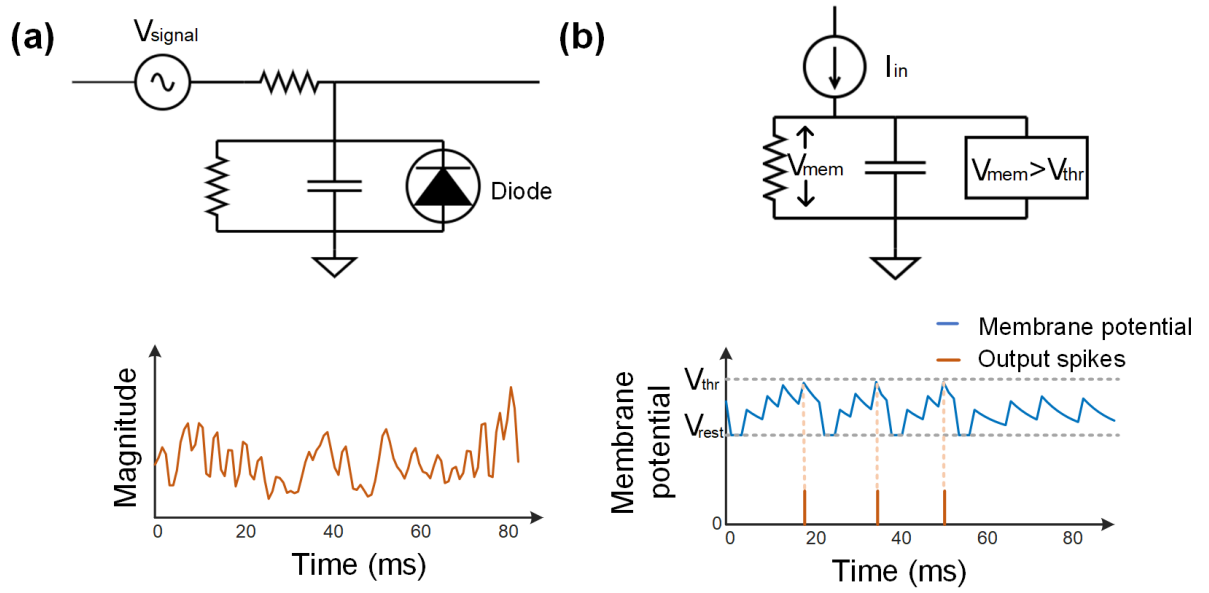 (a)
Vsignal
Diode
Magnitude
0 20 40 60 80
Time (ms)
(b)
Iin
Vmem
Vmem>Vthr
Membrane potential
Output spikes
Membrane
potential
Vthr
Vrest
0
0 20 40 60 80
Time (ms)